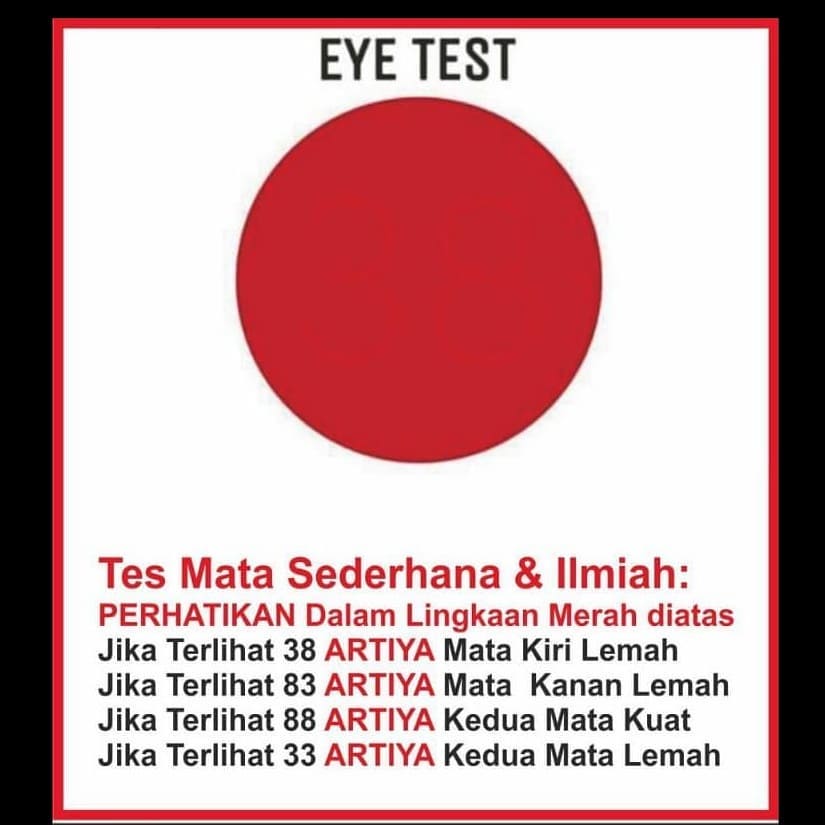 EYE TEST
38
Tes Mata Sederhana & Ilmiah:
PERHATIKAN Dalam Lingkaan Merah diatas
Jika Terlihat 38 ARTIYA Mata Kiri Lemah
Jika Terlihat 83 ARTIYA Mata Kanan Lemah
Jika Terlihat 88 ARTIYA Kedua Mata Kuat
Jika Terlihat 33 ARTIYA Kedua Mata Lemah